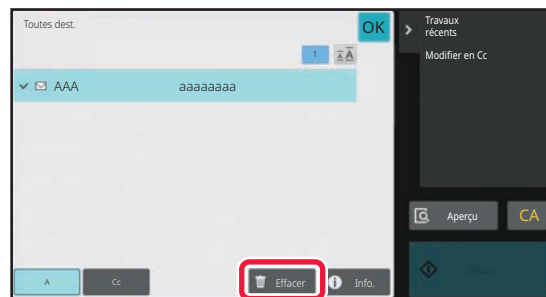 Toutes dest.
OK
1
AAA aaaaaaaa
A
Cc
Effacer
Info.
Travaux
récents
Modifier en Cc
Aperçu
CA
Départ